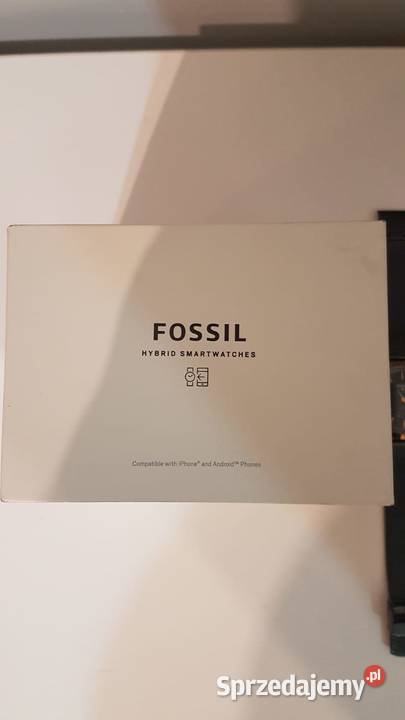 FOSSIL
HYBRID SMARTWATCHES
Compatible with iPhone® and Android™ Phones
Sprzedajemy.pl